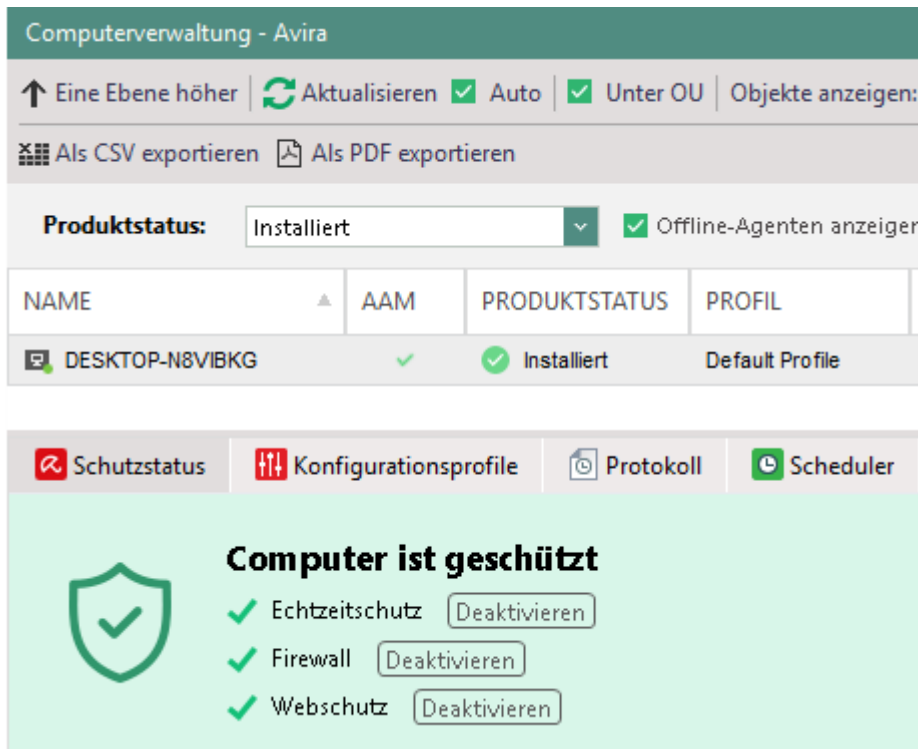 Computerverwaltung - Avira
Eine Ebene höher Aktualisieren Auto Unter OU Objekte anzeigen:
Als CSV exportieren Als PDF exportieren
Produktstatus: Installiert Offline-Agenten anzeigen
NAME AAM PRODUKTSTATUS PROFIL
DESKTOP-N8VIBKG Installiert Default Profile
Schutzstatus Konfigurationsprofile Protokoll Scheduler
Computer ist geschützt
Echtzeitschutz Deaktivieren
Firewall Deaktivieren
Webschutz Deaktivieren